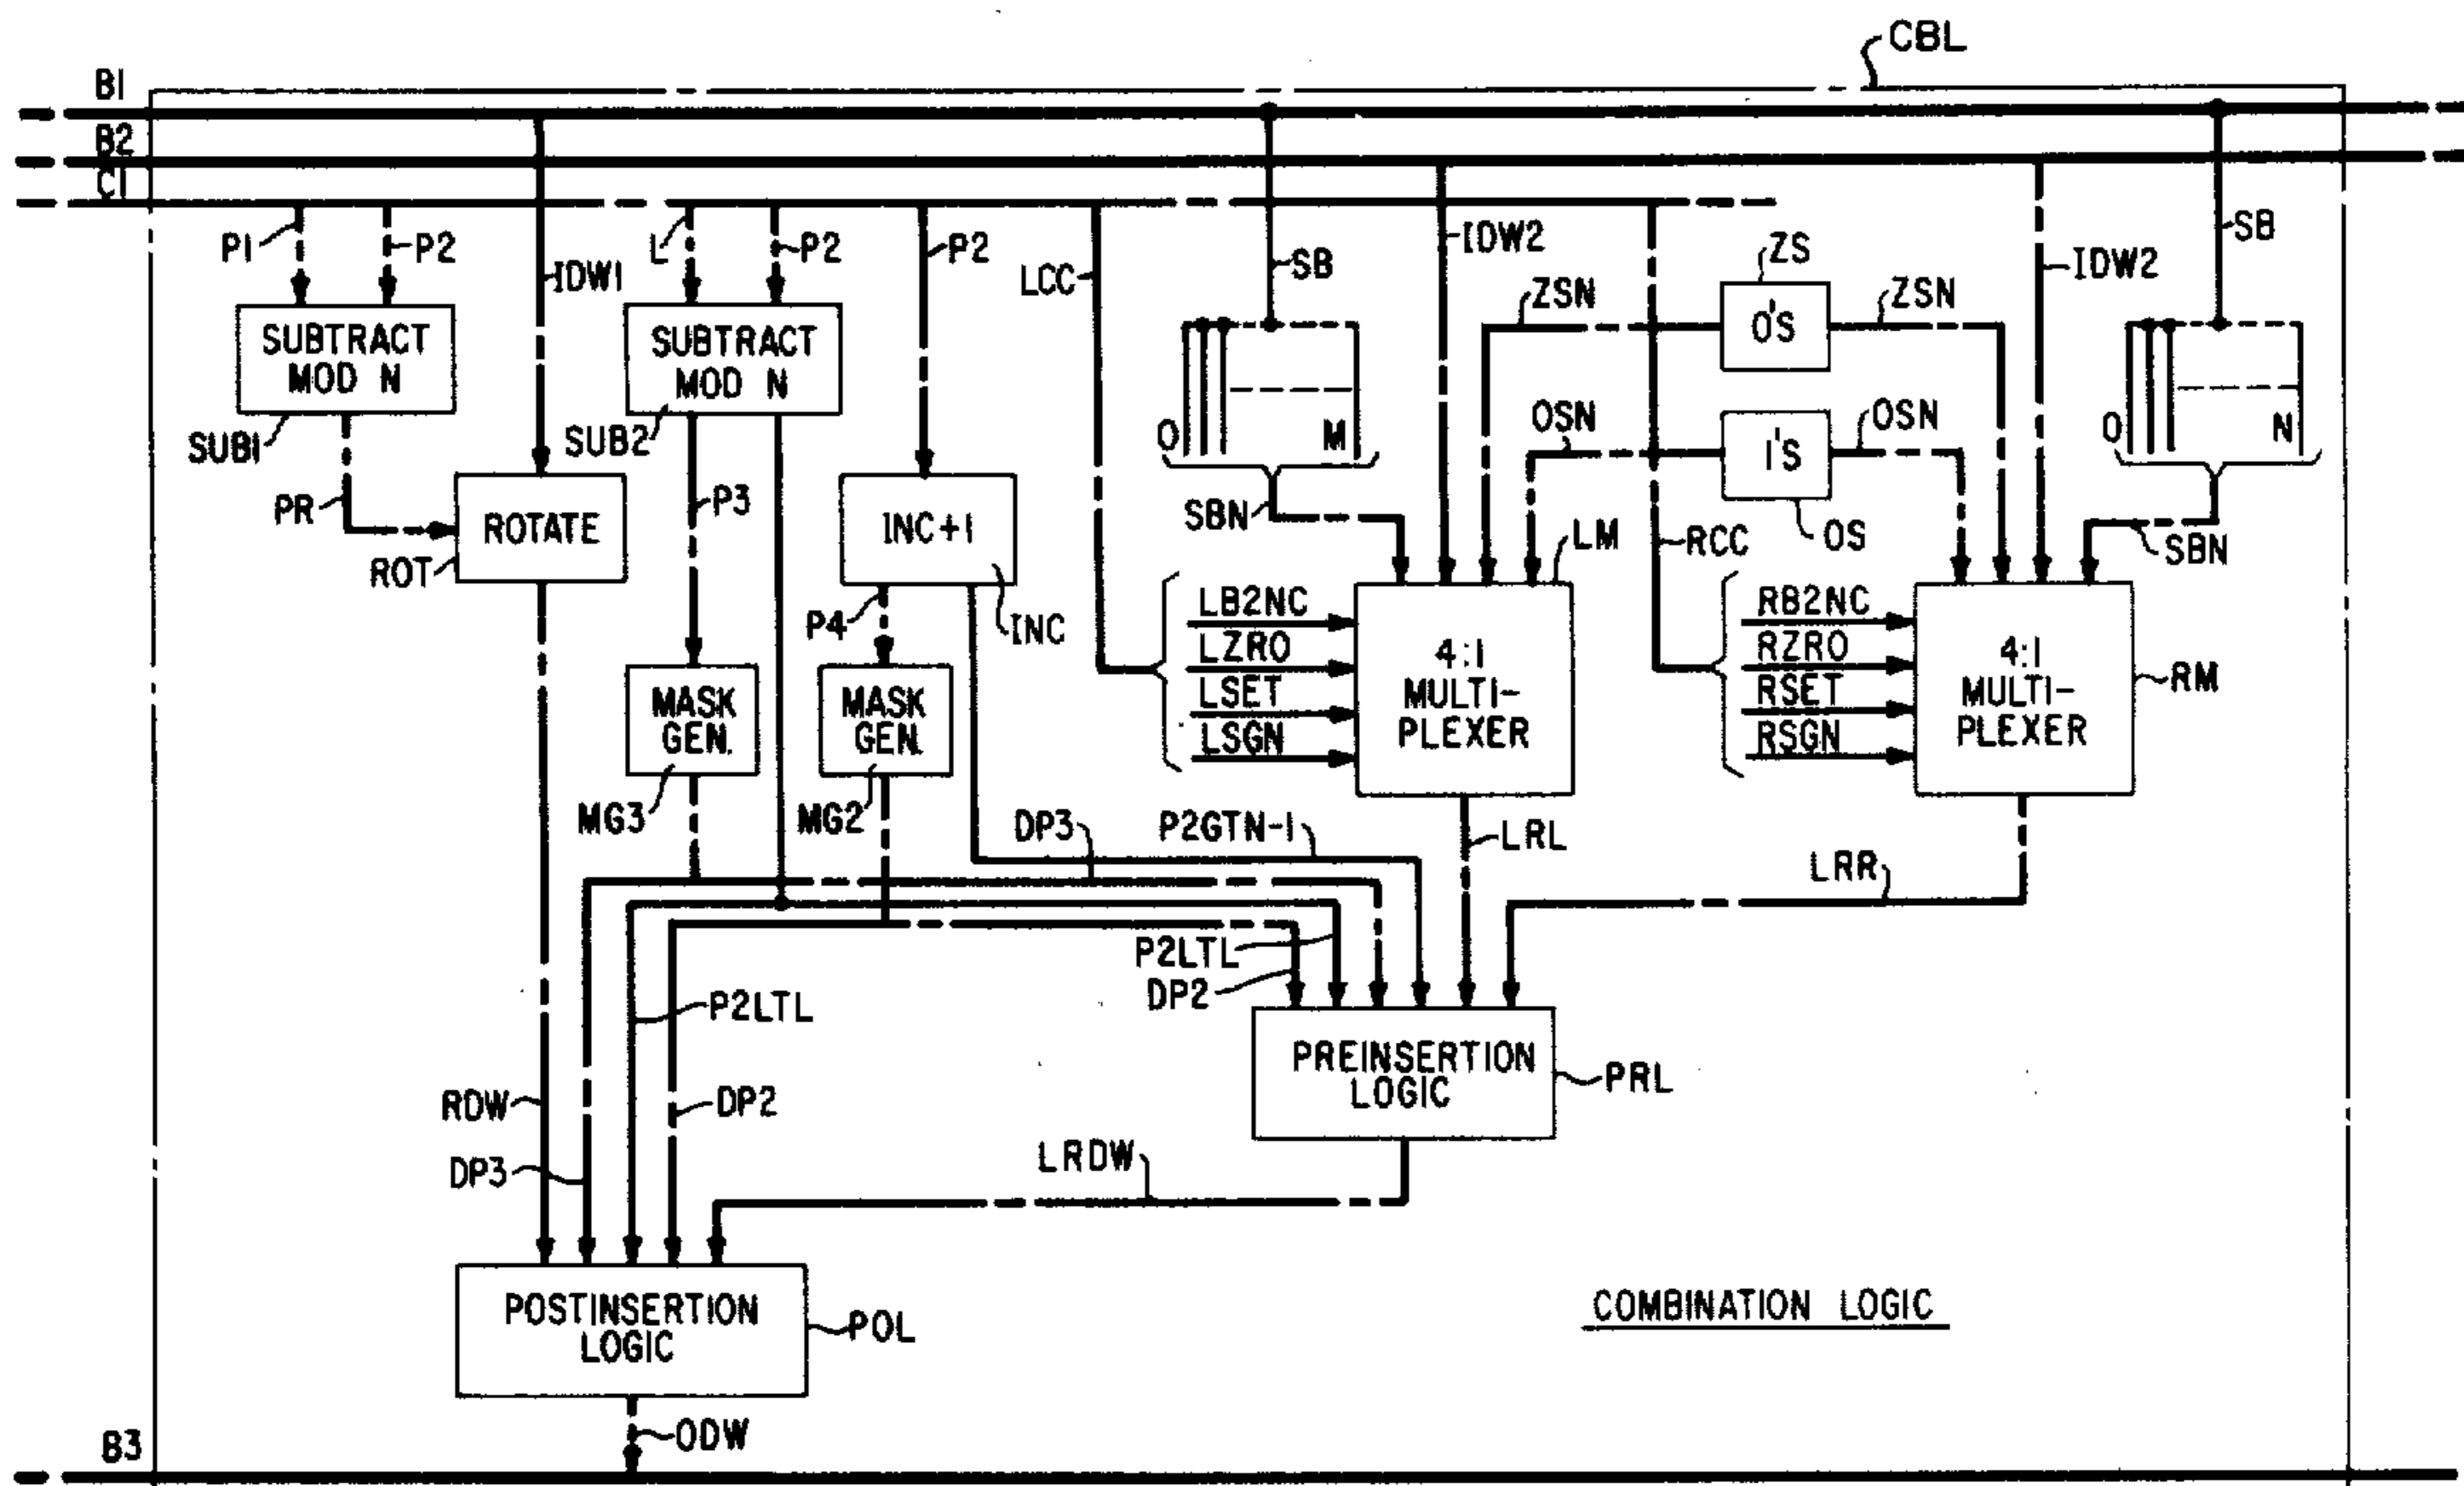 CBL
B1
B2
C1
P1
P2
IDW1
L
P2
P2
LCC
SB
IDW2
ZSN
ZS
O'S
ZSN
IDW2
SB
SUBTRACT
MOD N
SUB1
SUBTRACT
MOD N
SUB2
O
M
OSN
I'S
OSN
OS
O
N
PR
ROTATE
ROT
P3
INC+1
INC
P4
SBN
LM
RCC
SBN
LB2NC
LZRO
LSET
LSGN
4:1
MULTI-
PLEXER
RB2NC
RZRO
RSET
RSGN
4:1
MULTI-
PLEXER
RM
MASK
GEN.
MG3
MASK
GEN.
MG2
DP3
P2GTN-1
LRL
LRR
P2LTL
DP2
P2LTL
PREINSERTION
LOGIC
PRL
RDW
DP2
DP3
LRDW
POSTINSERTION
LOGIC
POL
COMBINATION LOGIC
ODW
B3